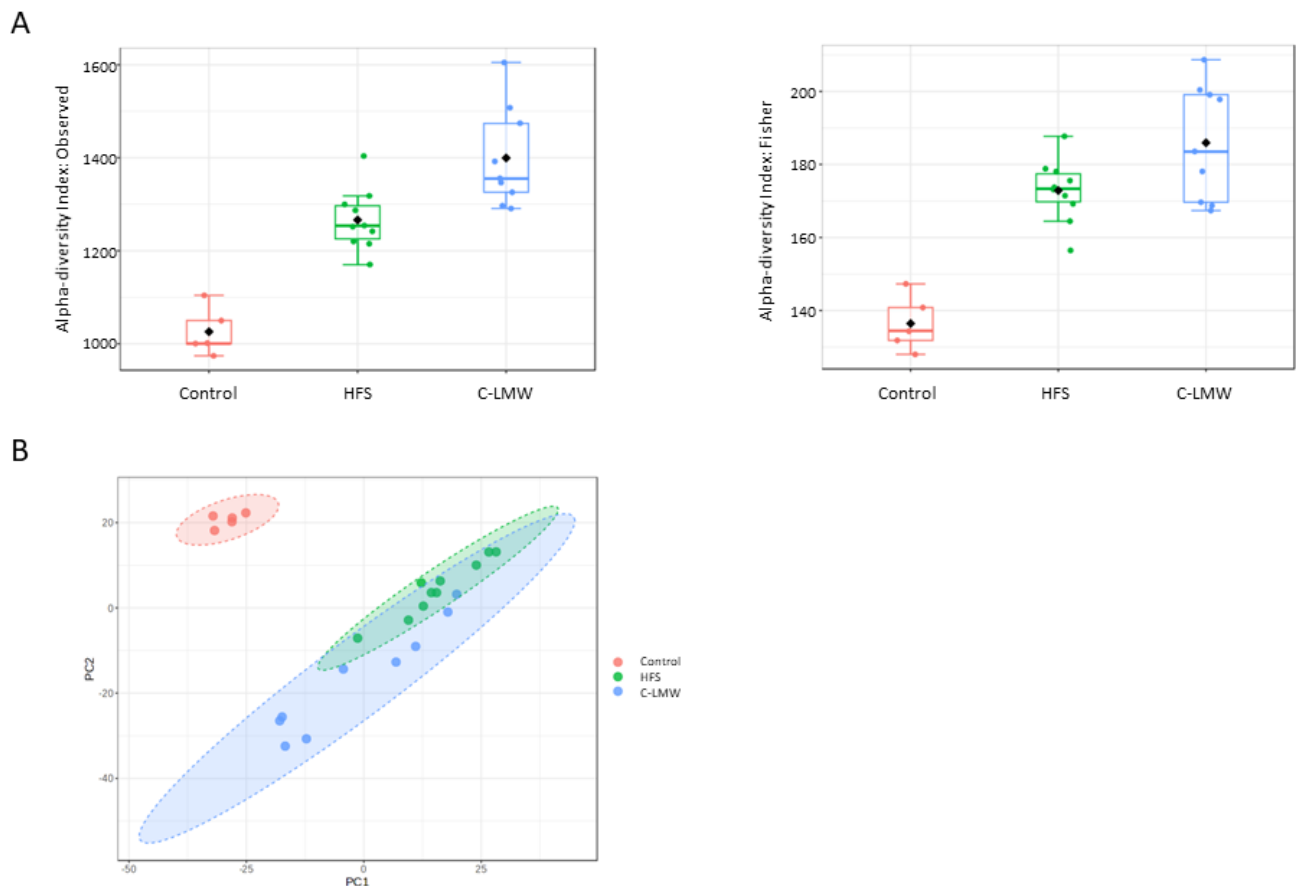 A
Alpha-diversity Index: Observed
1600
1400
1200
1000
Control HFS C-LMW
Alpha-diversity Index: Fisher
200
180
160
140
Control HFS C-LMW
B
PC2
20
0
-20
-40
-50 -25 0 25
PC1
Control
HFS
C-LMW